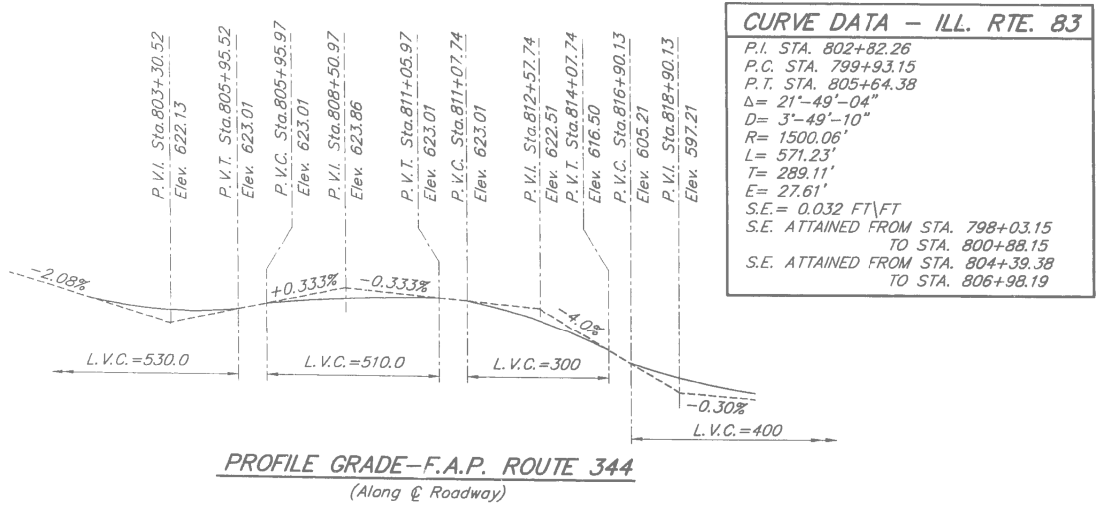 P.V.I. Sta.803+30.52
Elev. 622.13
P.V.T. Sta.805+95.52
Elev. 623.01
P.V.C. Sta.805+95.97
Elev. 623.01
P.V.I. Sta.808+50.97
Elev. 623.86
P.V.T. Sta.811+05.97
Elev. 623.01
P.V.C. Sta.811+07.74
Elev. 623.01
P.V.I. Sta.812+57.74
Elev. 622.51
P.V.T. Sta.814+07.74
Elev. 616.50
P.V.C. Sta.816+90.13
Elev. 605.21
P.V.I. Sta.818+90.13
Elev. 597.21
CURVE DATA - ILL. RTE. 83
P.I. STA. 802+82.26
P.C. STA. 799+93.15
P.T. STA. 805+64.38
Δ= 21°-49'-04"
D= 3°-49'-10"
R= 1500.06'
L= 571.23'
T= 289.11'
E= 27.61'
S.E.= 0.032 FT\FT
S.E. ATTAINED FROM STA. 798+03.15
TO STA. 800+88.15
S.E. ATTAINED FROM STA. 804+39.38
TO STA. 806+98.19
-2.08%
+0.333%
-0.333%
-4.0%
-0.30%
L.V.C.=530.0
L.V.C.=510.0
L.V.C.=300
L.V.C.=400
PROFILE GRADE-F.A.P. ROUTE 344
(Along ℄ Roadway)